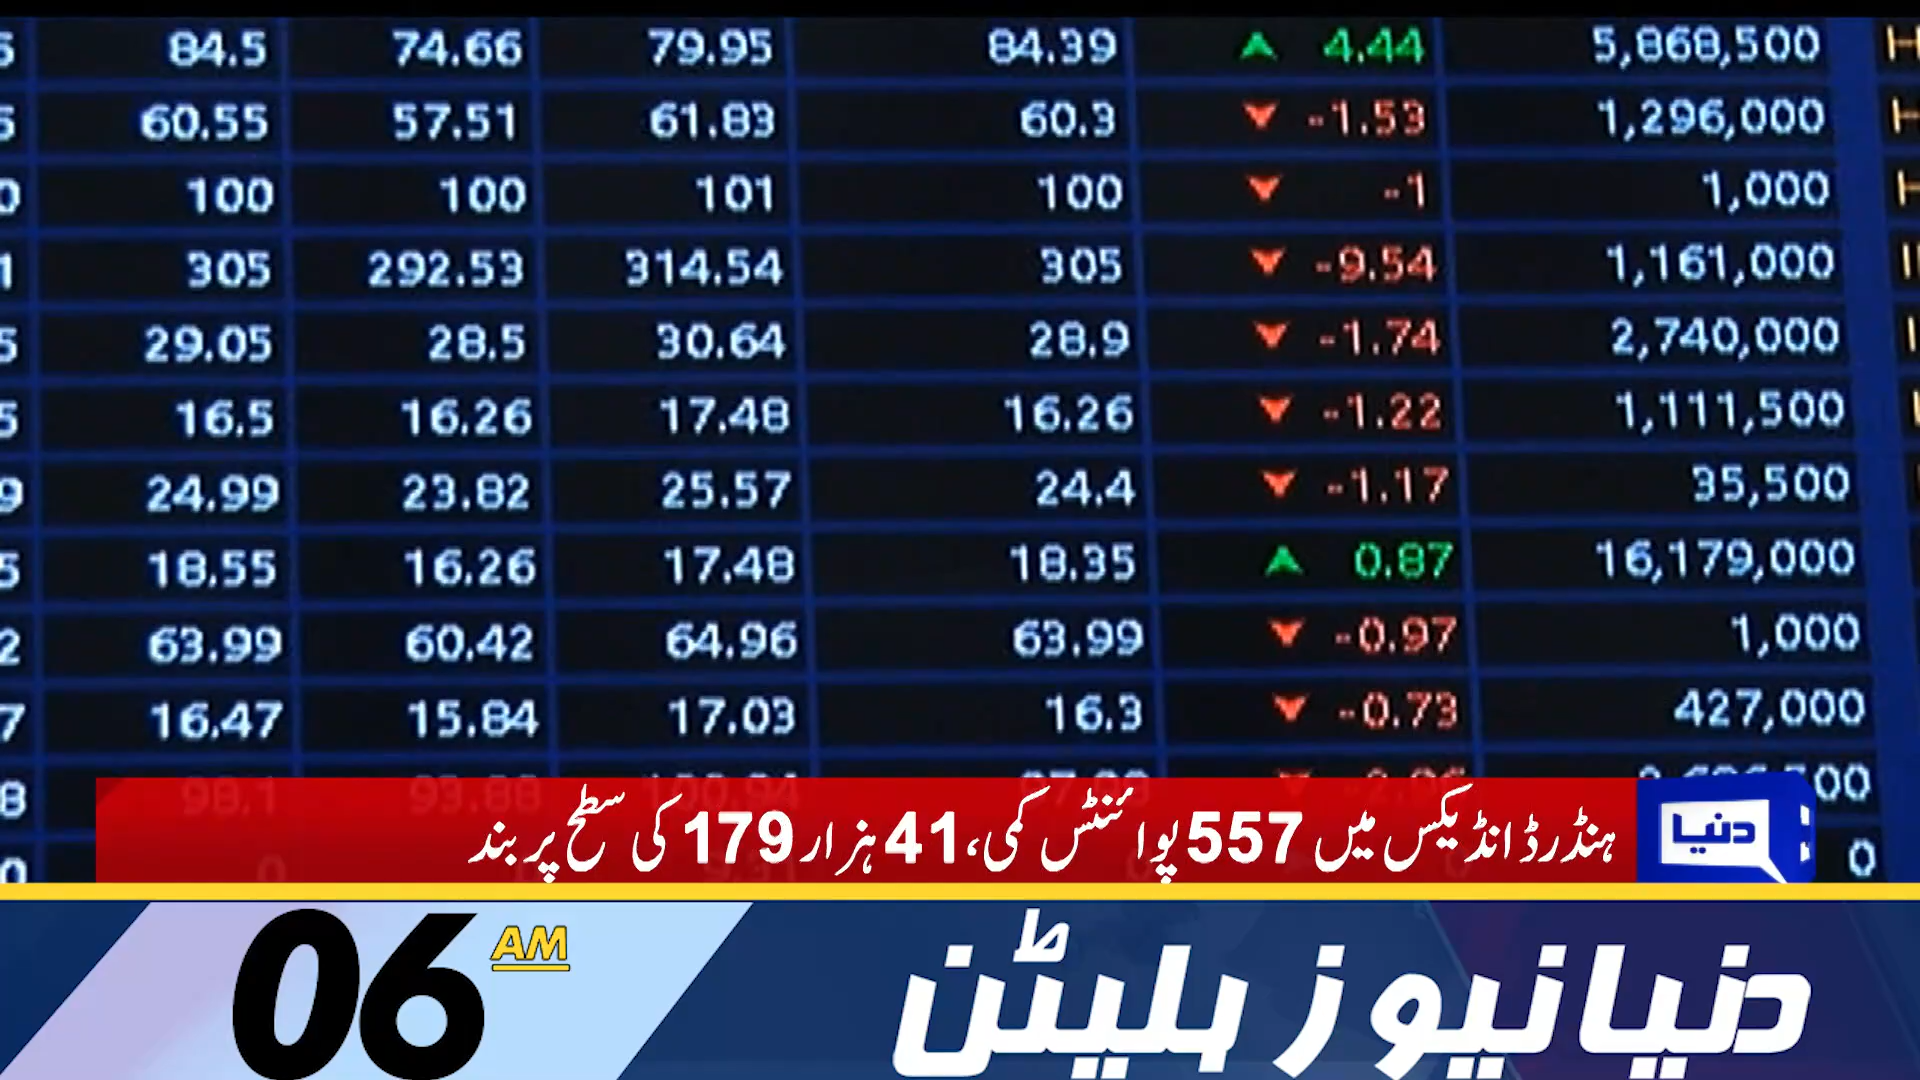 84.5 74.66 79.95 84.39 4.44 5,868,500
60.55 57.51 61.83 60.3 -1.53 1,296,000
100 100 101 100 -1 1,000
305 292.53 314.54 305 -9.54 1,161,000
29.05 28.5 30.64 28.9 -1.74 2,740,000
16.5 16.26 17.48 16.26 -1.22 1,111,500
24.99 23.82 25.57 24.4 -1.17 35,500
18.55 16.26 17.48 18.35 0.87 16,179,000
63.99 60.42 64.96 63.99 -0.97 1,000
16.47 15.84 17.03 16.3 -0.73 427,000
98.1 93.88
دنیا
ہنڈرڈ انڈیکس میں 557 پوائنٹس کمی، 41 ہزار 179 کی سطح پر بند
06 AM
دنیا نیوز بلیٹن